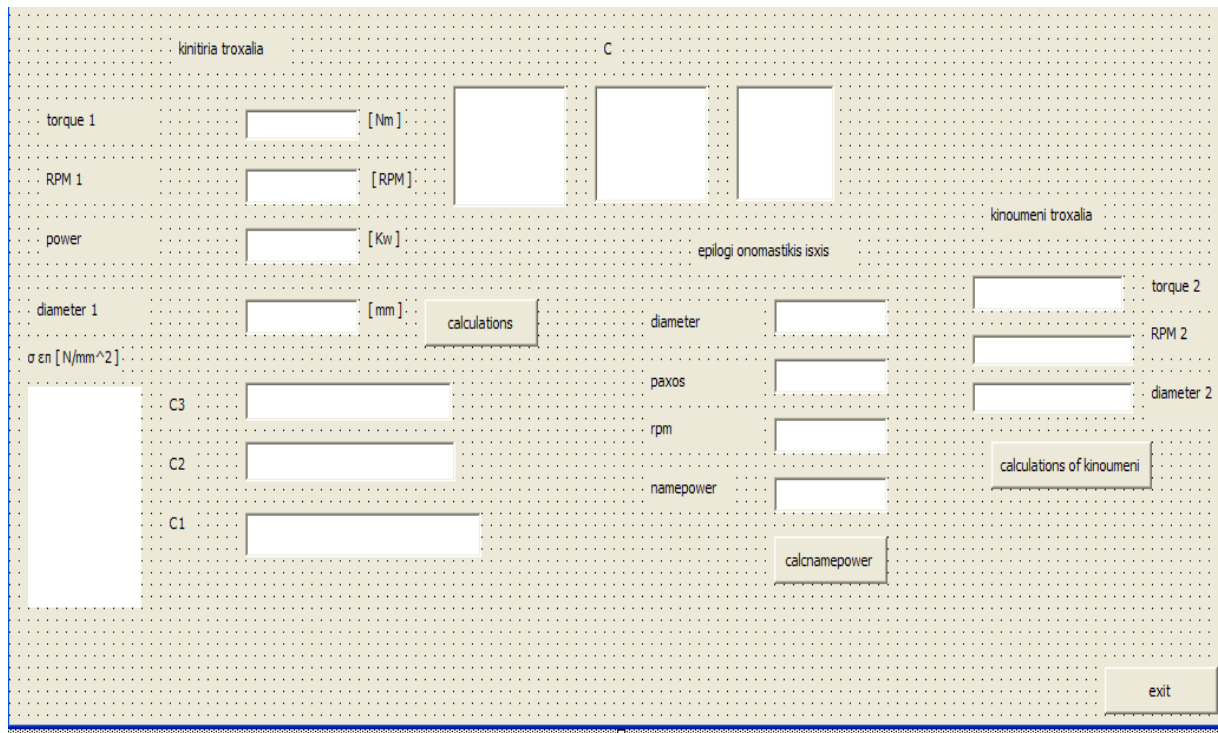 kinitiria troxalia
C
torque 1
[ Nm ]
RPM 1
[ RPM ]
power
[ Kw ]
diameter 1
[ mm ]
calculations
σ επ [ N/mm^2 ]
C3
C2
C1
epilogi onomastikis isxis
diameter
paxos
rpm
namepower
calcnamepower
kinoumeni troxalia
torque 2
RPM 2
diameter 2
calculations of kinoumeni
exit